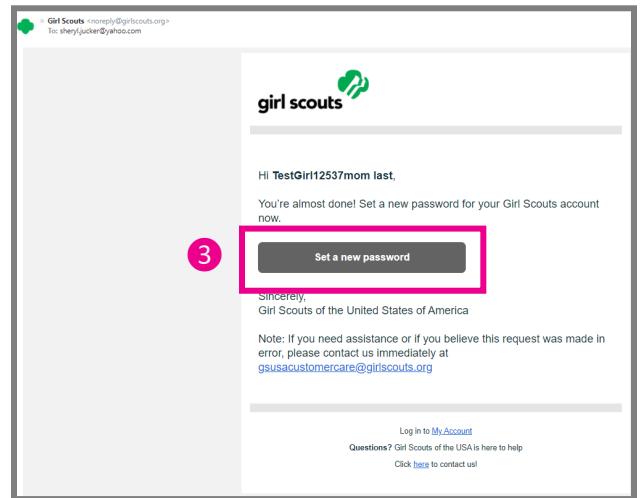 Girl Scouts <noreply@girlscouts.org>
To: sheryl.jucker@yahoo.com
girl scouts
Hi TestGirl12537mom last,
You're almost done! Set a new password for your Girl Scouts account
now.
3
Set a new password
Sincerely,
Girl Scouts of the United States of America
Note: If you need assistance or if you believe this request was made in
error, please contact us immediately at
gsusacustomercare@girlscouts.org
Log in to My Account
Questions? Girl Scouts of the USA is here to help
Click here to contact us!